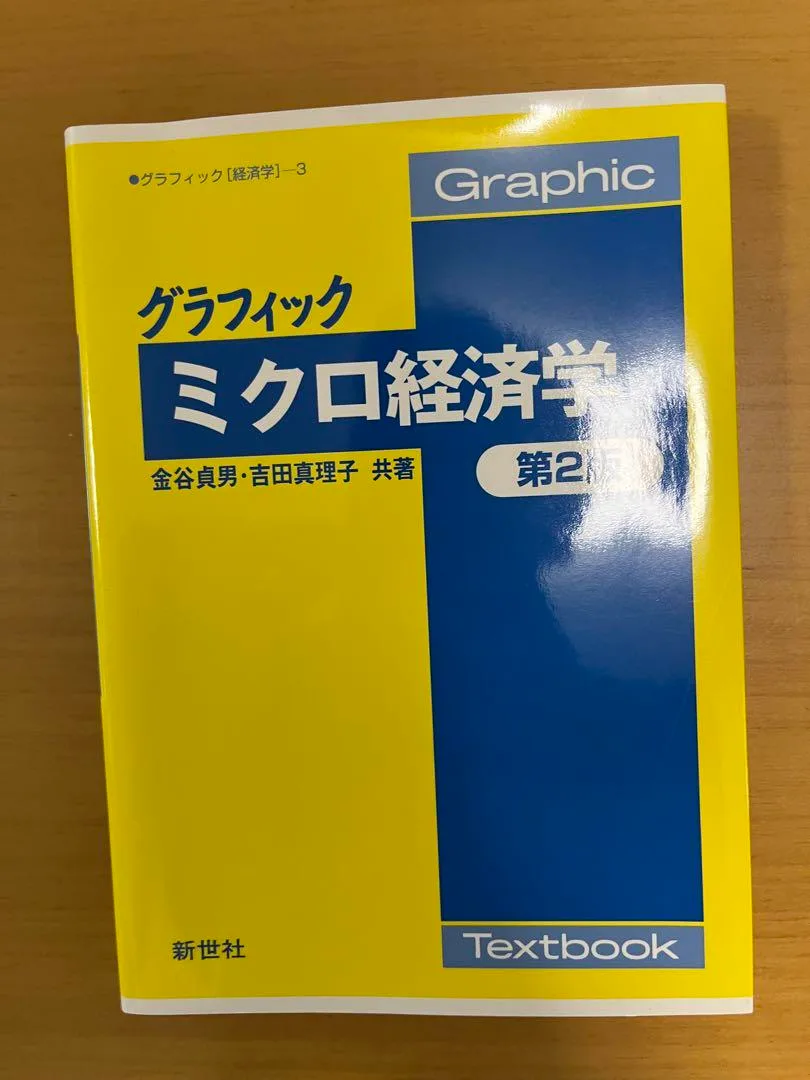 ●グラフィック[経済学]―3
Graphic
グラフィック
ミクロ経済学
金谷貞男・吉田真理子 共著
第2版
新世社
Textbook